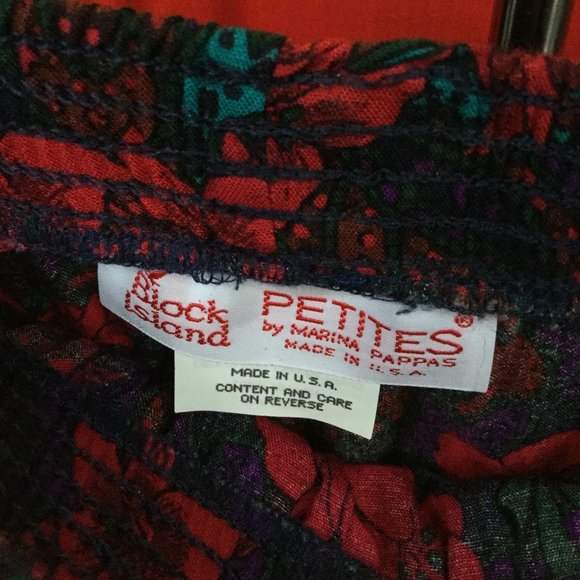 Block
Island
PETITES®
by MARINA PAPPAS
MADE IN U.S.A.
MADE IN U.S.A.
CONTENT AND CARE
ON REVERSE